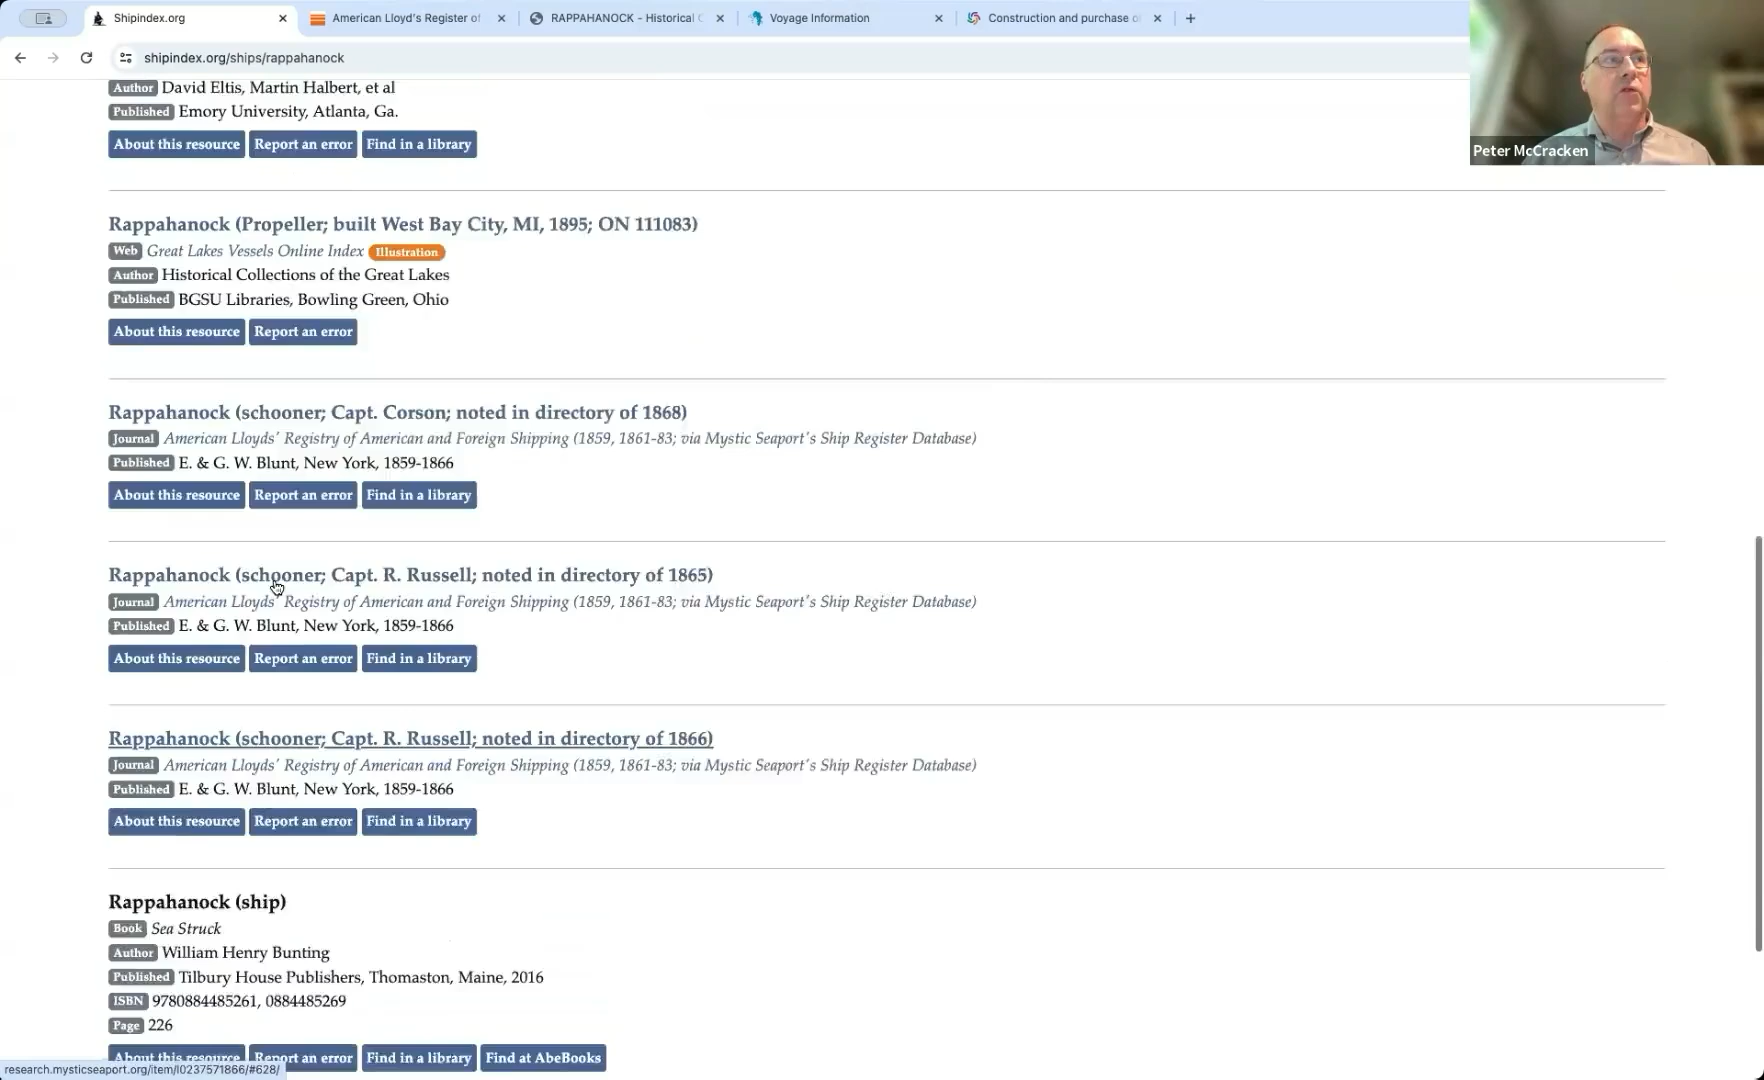 Shipindex.org
American Lloyd's Register of
RAPPAHANOCK - Historical C
Voyage Information
Construction and purchase o
shipindex.org/ships/rappahanock
Peter McCracken
Author David Eltis, Martin Halbert, et al
Published Emory University, Atlanta, Ga.
About this resource Report an error Find in a library
Rappahanock (Propeller; built West Bay City, MI, 1895; ON 111083)
Web Great Lakes Vessels Online Index Illustration
Author Historical Collections of the Great Lakes
Published BGSU Libraries, Bowling Green, Ohio
About this resource Report an error
Rappahanock (schooner; Capt. Corson; noted in directory of 1868)
Journal American Lloyds' Registry of American and Foreign Shipping (1859, 1861-83; via Mystic Seaport's Ship Register Database)
Published E. & G. W. Blunt, New York, 1859-1866
About this resource Report an error Find in a library
Rappahanock (schooner; Capt. R. Russell; noted in directory of 1865)
Journal American Lloyds' Registry of American and Foreign Shipping (1859, 1861-83; via Mystic Seaport's Ship Register Database)
Published E. & G. W. Blunt, New York, 1859-1866
About this resource Report an error Find in a library
Rappahanock (schooner; Capt. R. Russell; noted in directory of 1866)
Journal American Lloyds' Registry of American and Foreign Shipping (1859, 1861-83; via Mystic Seaport's Ship Register Database)
Published E. & G. W. Blunt, New York, 1859-1866
About this resource Report an error Find in a library
Rappahanock (ship)
Book Sea Struck
Author William Henry Bunting
Published Tilbury House Publishers, Thomaston, Maine, 2016
ISBN 9780884485261, 0884485269
Page 226
About this resource Report an error Find in a library Find at AbeBooks
research.mysticseaport.org/item/l0237571866/#628/